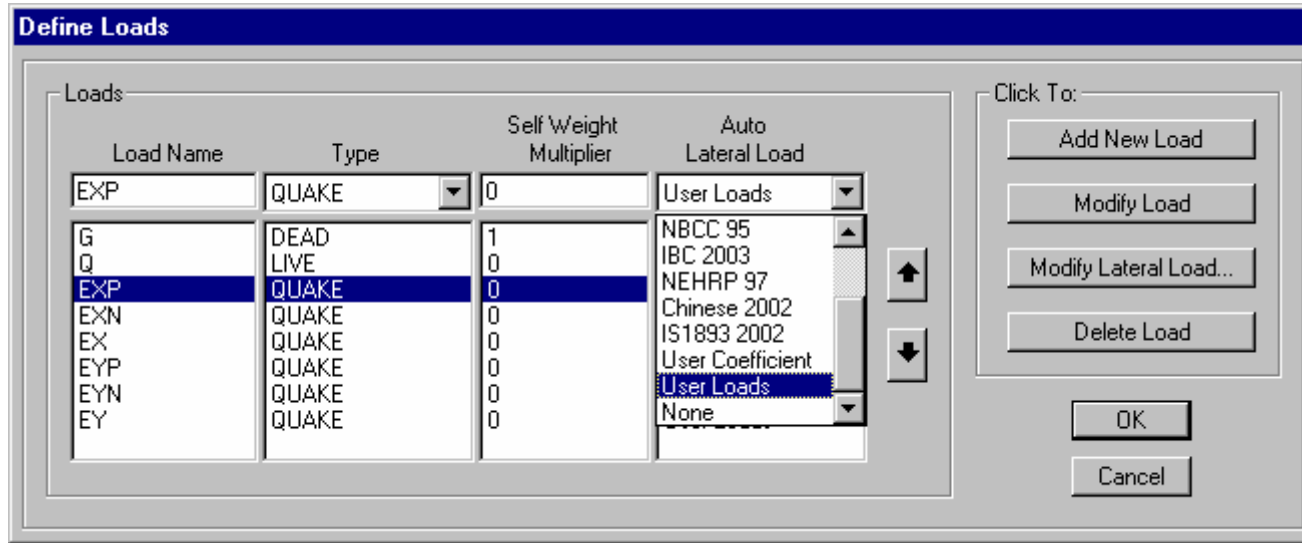 Define Loads
Loads
Click To:
Load Name Type Self Weight Multiplier Auto Lateral Load
EXP QUAKE 0 User Loads
G DEAD 1
Q LIVE 0
EXP QUAKE 0
EXN QUAKE 0
EX QUAKE 0
EYP QUAKE 0
EYN QUAKE 0
EY QUAKE 0
NBCC 95
IBC 2003
NEHRP 97
Chinese 2002
IS1893 2002
User Coefficient
User Loads
None
Add New Load
Modify Load
Modify Lateral Load...
Delete Load
OK
Cancel